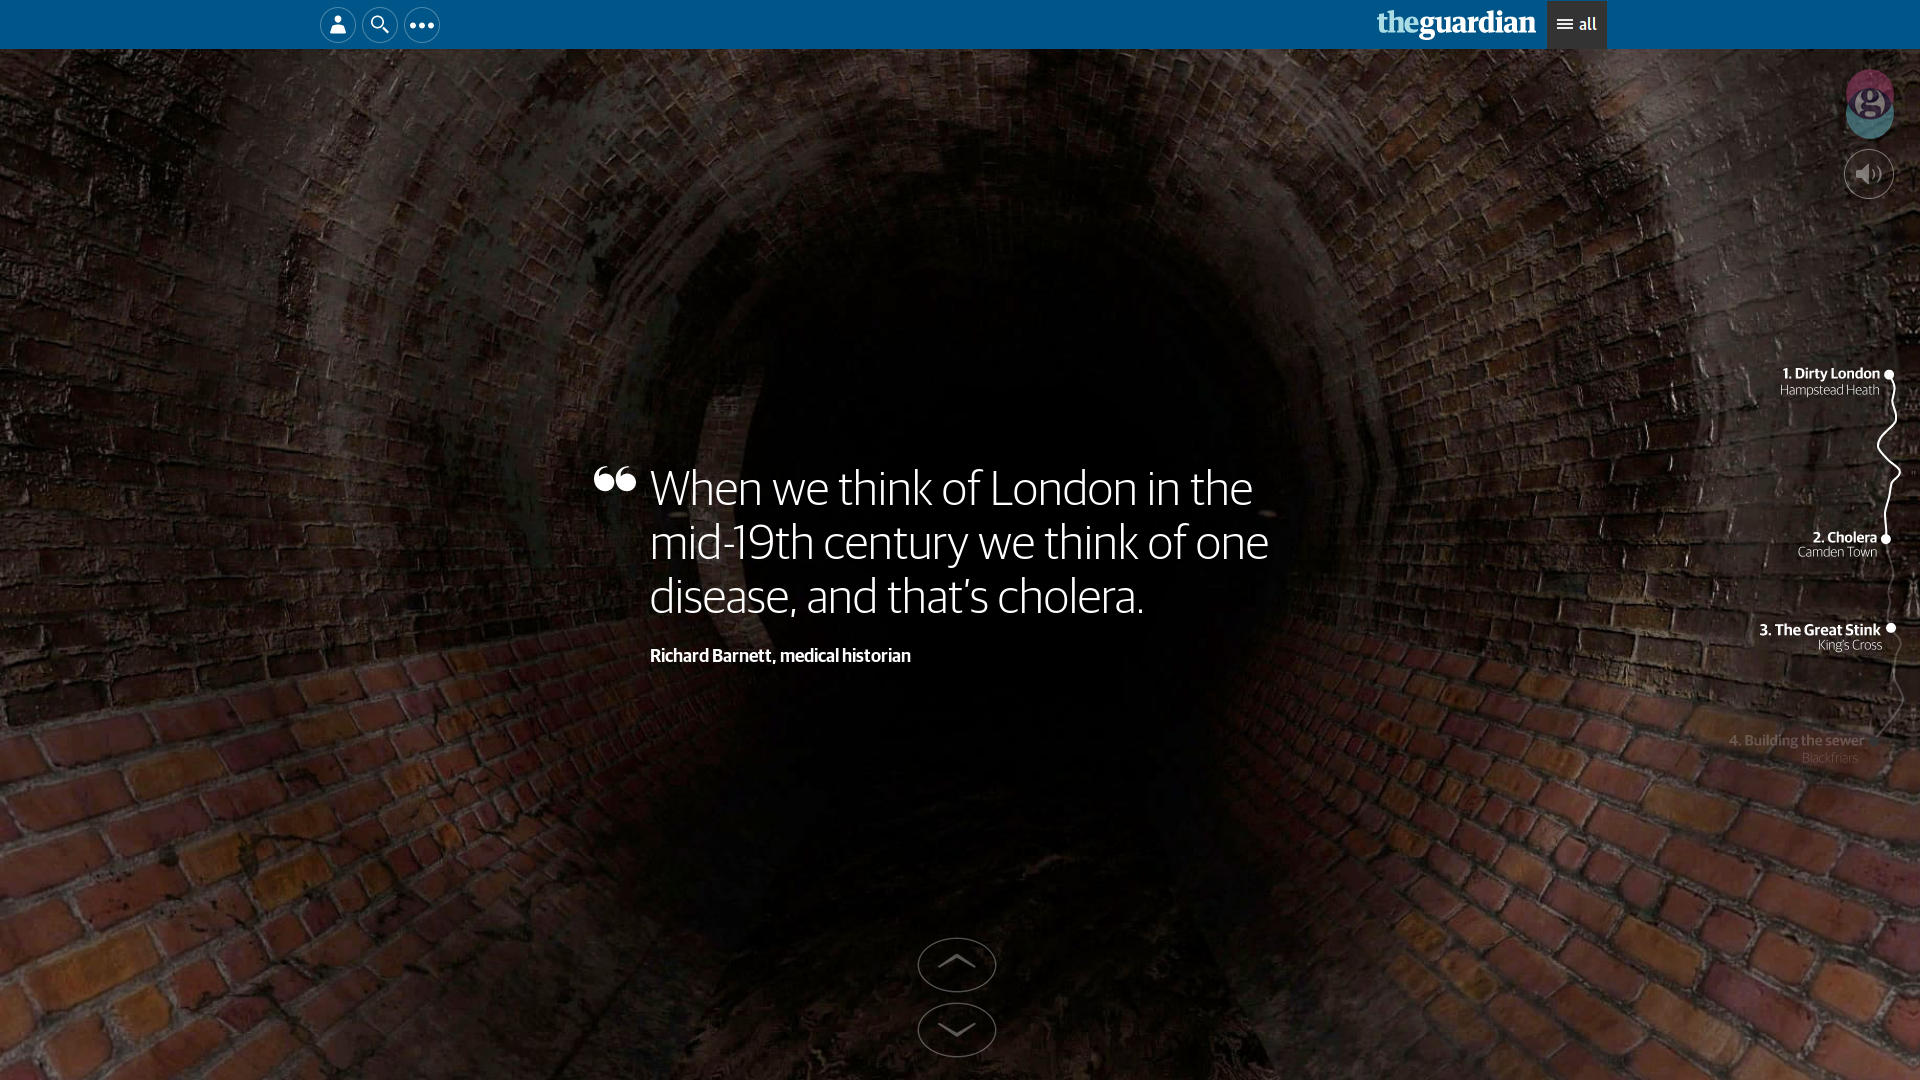 theguardian
all
g
1. Dirty London
Hampstead Heath
“When we think of London in the
mid-19th century we think of one
disease, and that’s cholera.
Richard Barnett, medical historian
2. Cholera
Camden Town
3. The Great Stink
King’s Cross
4. Building the sewer
Blackfriars